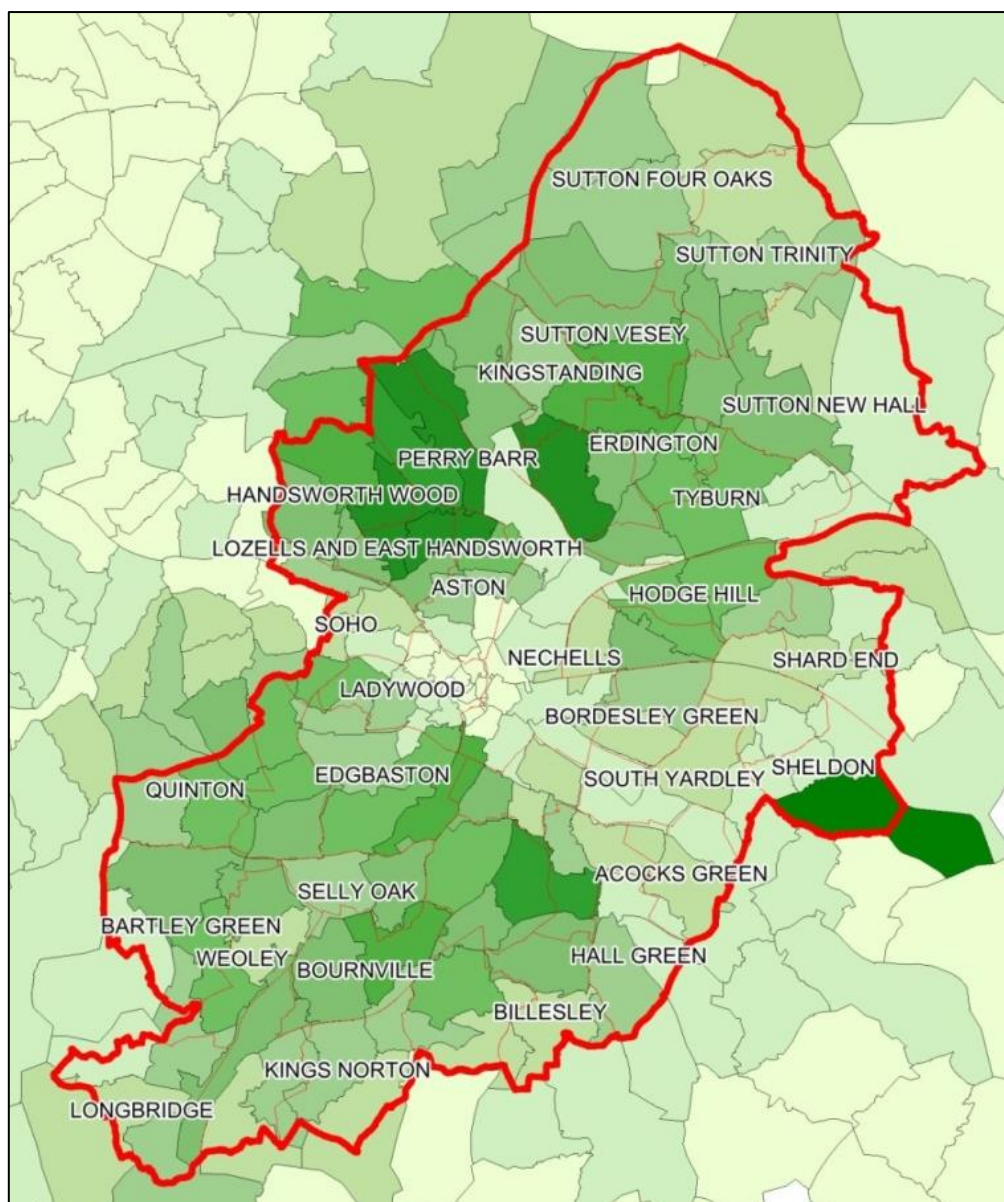 SUTTON FOUR OAKS
SUTTON TRINITY
SUTTON VESEY
KINGSTANDING
SUTTON NEW HALL
ERDINGTON
PERRY BARR
HANDSWORTH WOOD
TYBURN
LOZELLS AND EAST HANDSWORTH
ASTON
HODGE HILL
SOHO
NECHELLS
SHARD END
LADYWOOD
BORDESLEY GREEN
SHELDON
EDGBASTON
SOUTH YARDLEY
QUINTON
ACOCKS GREEN
SELLY OAK
BARTLEY GREEN
WEOLEY
HALL GREEN
BOURNVILLE
BILLESLEY
KINGS NORTON
LONGBRIDGE